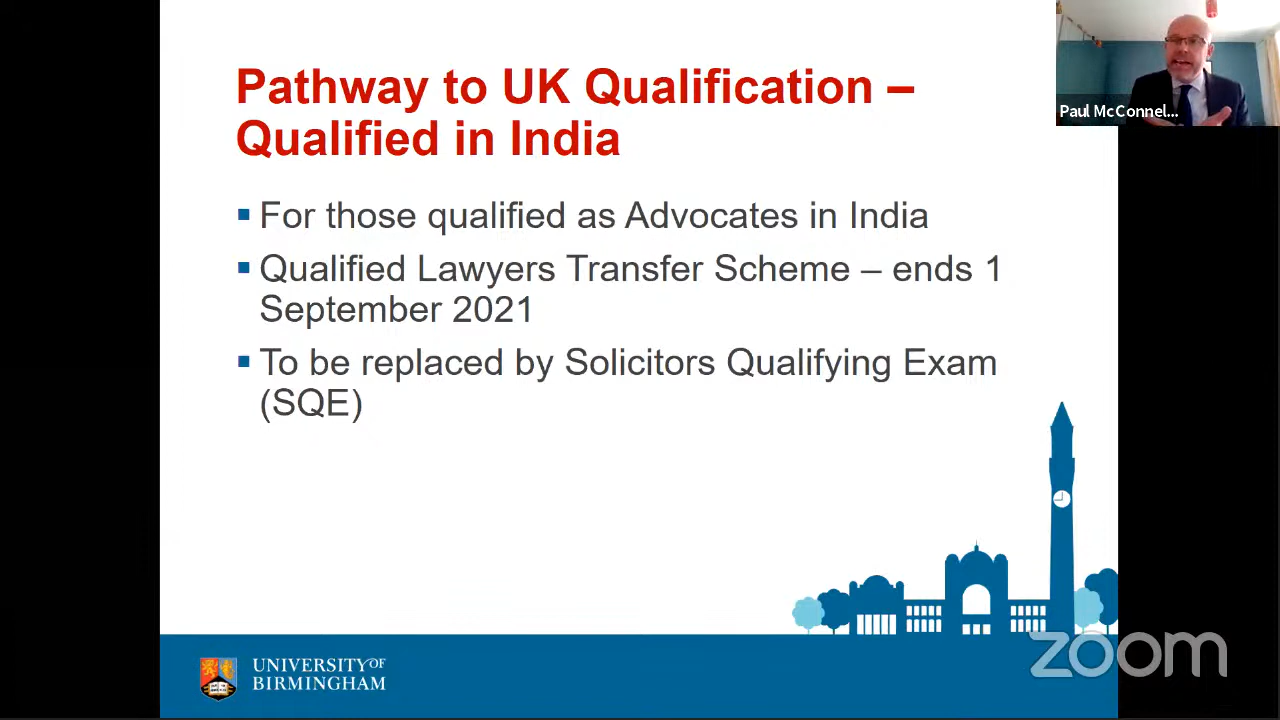 Pathway to UK Qualification –
Qualified in India
Paul McConnel...
For those qualified as Advocates in India
Qualified Lawyers Transfer Scheme – ends 1
September 2021
To be replaced by Solicitors Qualifying Exam
(SQE)
UNIVERSITY OF
BIRMINGHAM
zoom